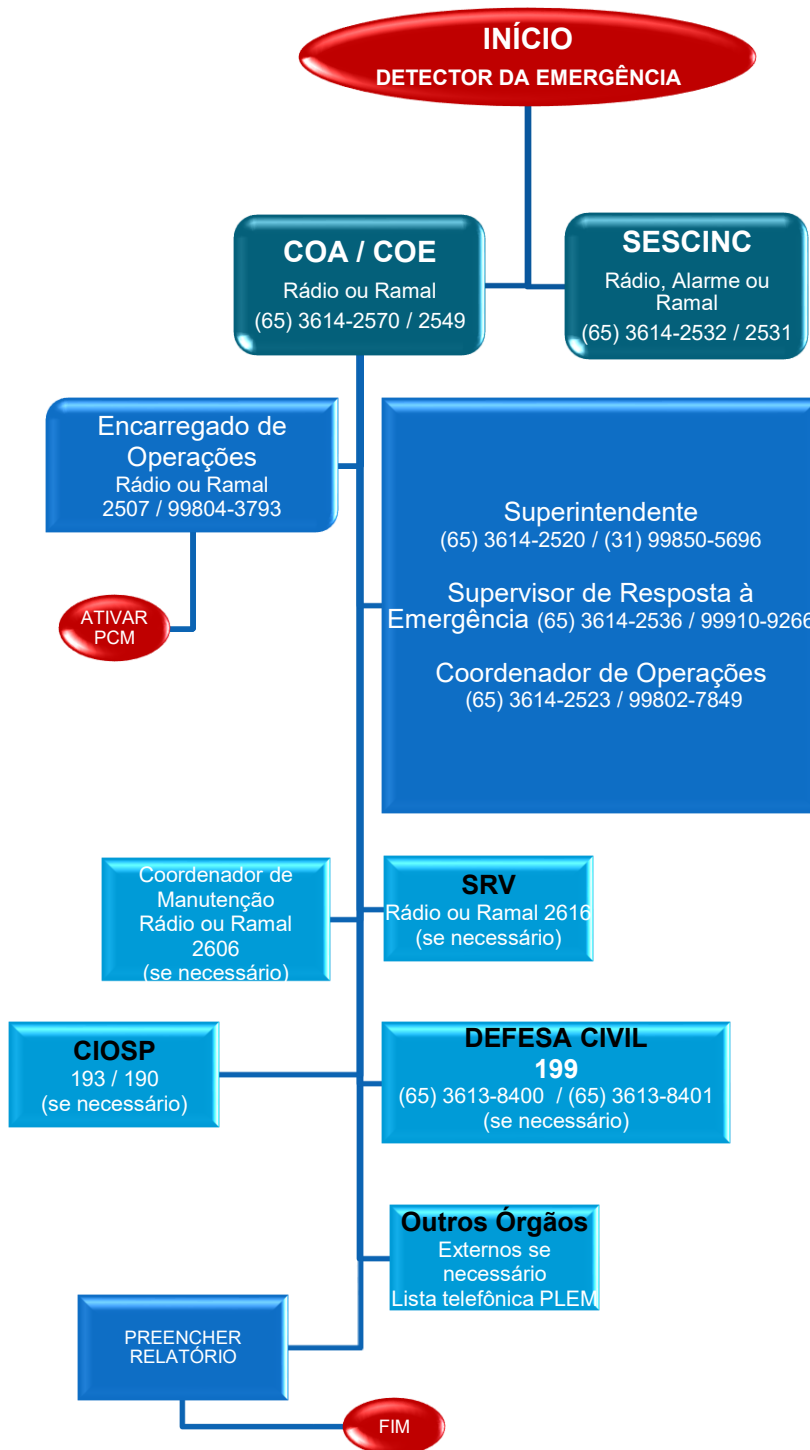 INÍCIO
DETECTOR DA EMERGÊNCIA
COA / COE
Rádio ou Ramal
(65) 3614-2570 / 2549
SESCINC
Rádio, Alarme ou
Ramal
(65) 3614-2532 / 2531
Encarregado de
Operações
Rádio ou Ramal
2507 / 99804-3793
ATIVAR
PCM
Superintendente
(65) 3614-2520 / (31) 99850-5696
Supervisor de Resposta à
Emergência (65) 3614-2536 / 99910-9266
Coordenador de Operações
(65) 3614-2523 / 99802-7849
Coordenador de
Manutenção
Rádio ou Ramal
2606
(se necessário)
SRV
Rádio ou Ramal 2616
(se necessário)
CIOSP
193 / 190
(se necessário)
DEFESA CIVIL
199
(65) 3613-8400 / (65) 3613-8401
(se necessário)
Outros Órgãos
Externos se
necessário
Lista telefônica PLEM
PREENCHER
RELATÓRIO
FIM